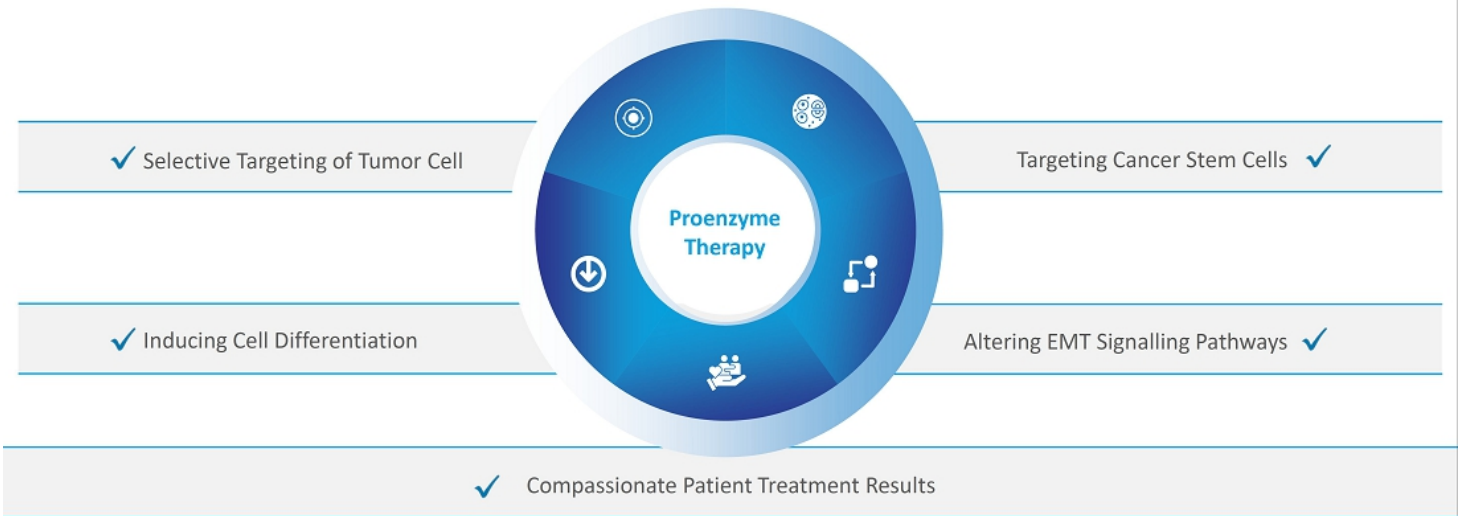 Selective Targeting of Tumor Cell
Targeting Cancer Stem Cells
Proenzyme
Therapy
Inducing Cell Differentiation
Altering EMT Signalling Pathways
Compassionate Patient Treatment Results